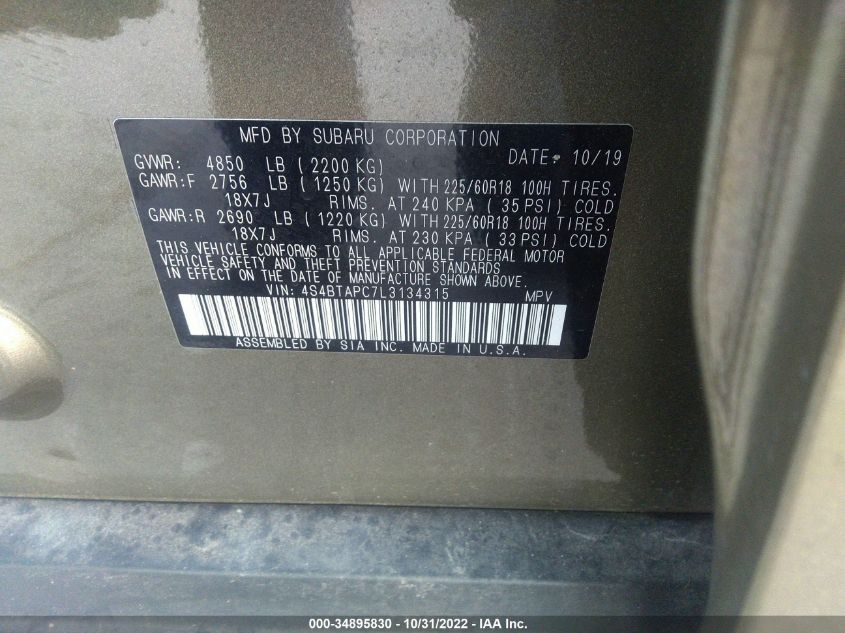 MFD BY SUBARU CORPORATION
DATE: 10/19
GVWR: 4850 LB (2200 KG)
GAWR:F 2756 LB (1250 KG) WITH 225/60R18 100H TIRES.
18X7J RIMS. AT 240 KPA (35 PSI) COLD
GAWR:R 2690 LB (1220 KG) WITH 225/60R18 100H TIRES.
18X7J RIMS. AT 230 KPA (33 PSI) COLD
THIS VEHICLE CONFORMS TO ALL APPLICABLE FEDERAL MOTOR
VEHICLE SAFETY AND THEFT PREVENTION STANDARDS
IN EFFECT ON THE DATE OF MANUFACTURE SHOWN ABOVE.
VIN: 4S4BTAPC7L3134315 MPV
ASSEMBLED BY SIA INC. MADE IN U.S.A.
000-34895830 - 10/31/2022 - IAA Inc.